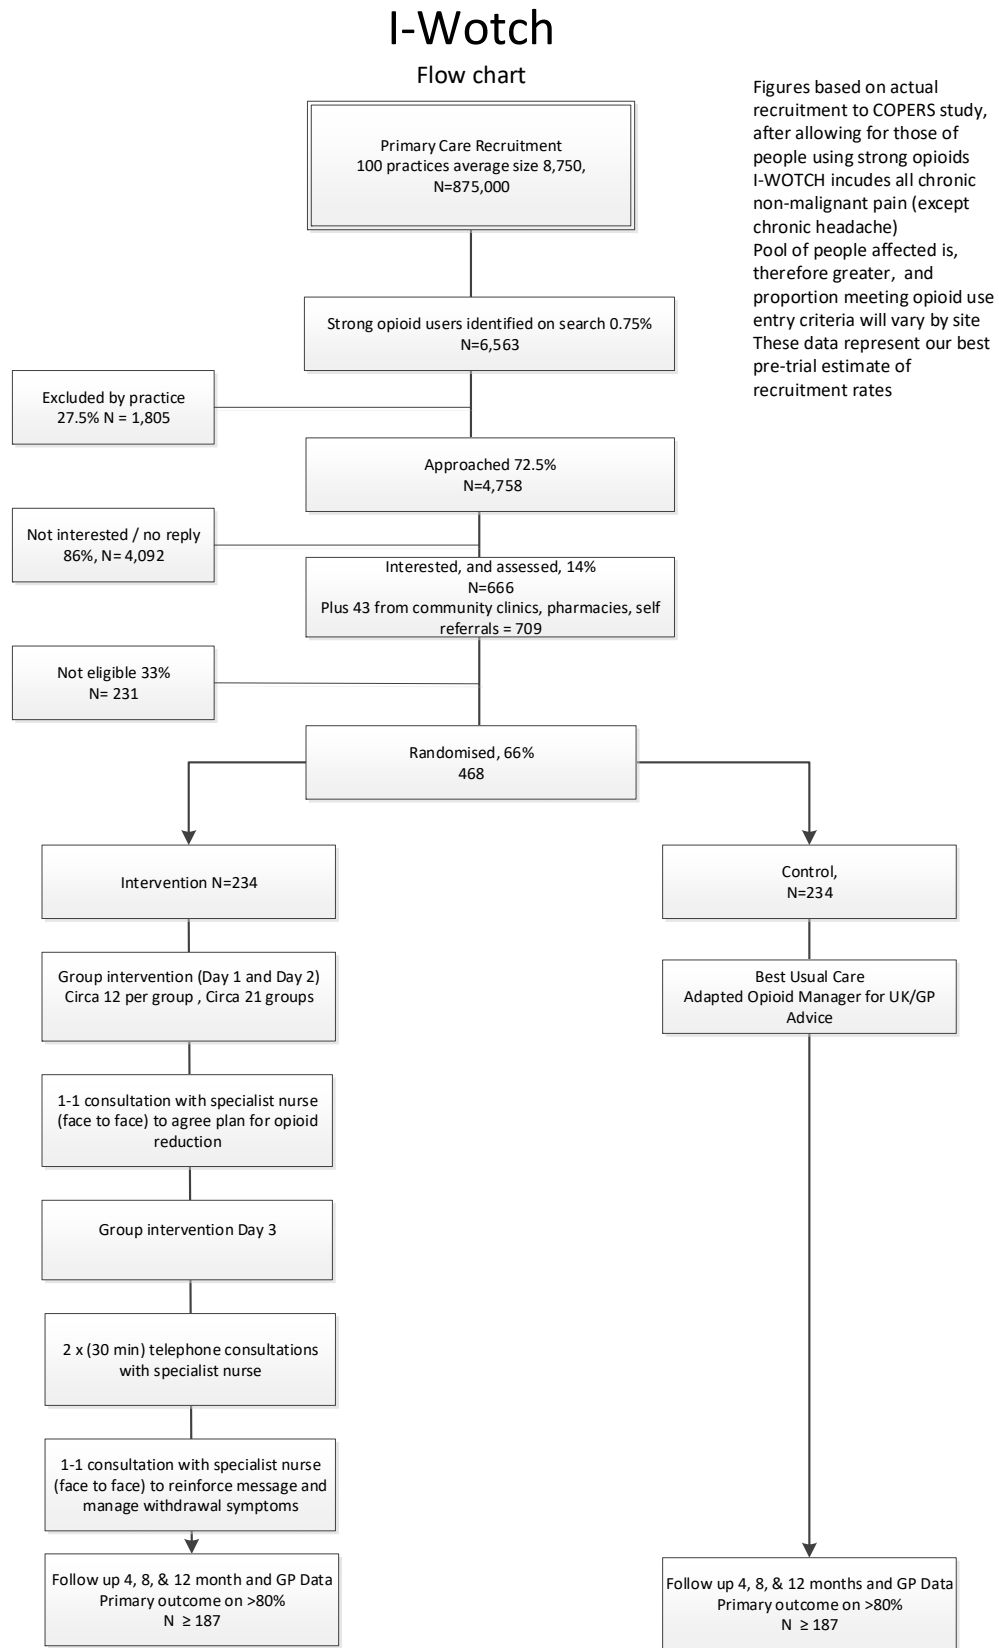 I-Wotch
Flow chart
Figures based on actual
recruitment to COPERS study,
after allowing for those of
people using strong opioids
I-WOTCH incudes all chronic
non-malignant pain (except
chronic headache)
Pool of people affected is,
therefore greater, and
proportion meeting opioid use
entry criteria will vary by site
These data represent our best
pre-trial estimate of
recruitment rates
Primary Care Recruitment
100 practices average size 8,750,
N=875,000
Strong opioid users identified on search 0.75%
N=6,563
Excluded by practice
27.5% N = 1,805
Approached 72.5%
N=4,758
Not interested / no reply
86%, N= 4,092
Interested, and assessed, 14%
N=666
Plus 43 from community clinics, pharmacies, self
referrals = 709
Not eligible 33%
N= 231
Randomised, 66%
468
Intervention N=234
Group intervention (Day 1 and Day 2)
Circa 12 per group , Circa 21 groups
1-1 consultation with specialist nurse
(face to face) to agree plan for opioid
reduction
Group intervention Day 3
2 x (30 min) telephone consultations
with specialist nurse
1-1 consultation with specialist nurse
(face to face) to reinforce message and
manage withdrawal symptoms
Follow up 4, 8, & 12 month and GP Data
Primary outcome on >80%
N ≥ 187
Control,
N=234
Best Usual Care
Adapted Opioid Manager for UK/GP
Advice
Follow up 4, 8, & 12 months and GP Data
Primary outcome on >80%
N ≥ 187